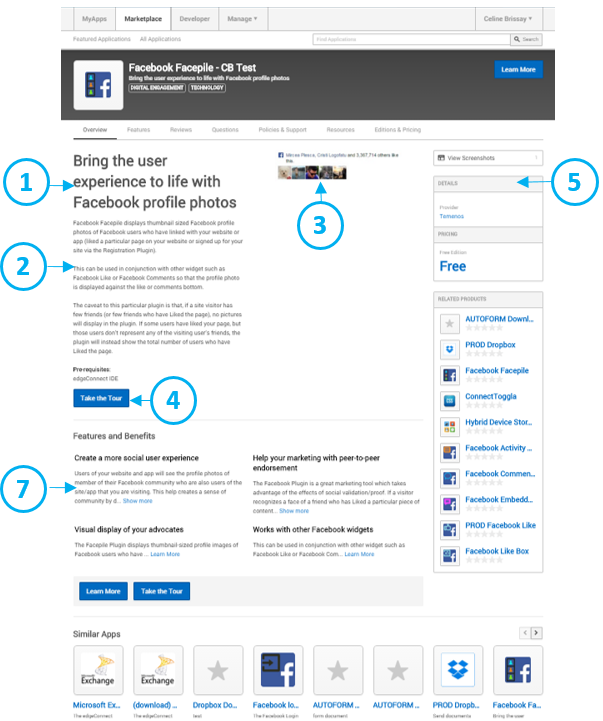 MyApps Marketplace Developer Manage ▾ Celine Brissay ▾
Featured Applications All Applications Find Applications Search
Facebook Facepile - CB Test
Bring the user experience to life with Facebook profile photos
DIGITAL ENGAGEMENT TECHNOLOGY
Learn More
Overview Features Reviews Questions Policies & Support Resources Editions & Pricing
Bring the user
experience to life with
Facebook profile photos
Facebook Facepile displays thumbnail sized Facebook profile
photos of Facebook users who have linked with your website or
app (liked a particular page on your website or signed up for your
site via the Registration Plugin).
This can be used in conjunction with other widget such as
Facebook Like or Facebook Comments so that the profile photo
is displayed against the like or comments bottom.
The caveat to this particular plugin is that, if a site visitor has
few friends (or few friends who have Liked the page), no pictures
will display in the plugin. If some users have liked your page, but
those users don't represent any of the visiting user's friends, the
plugin will instead show the total number of users who have
Liked the page.
Pre-requisites:
edgeConnect IDE
Take the Tour
and 3,307,714 others like
this.
1
2
3
4
5
7
View Screenshots
DETAILS
Provider
Temenos
PRICING
Free Edition
Free
RELATED PRODUCTS
AUTOFORM Downl...
PROD Dropbox
Facebook Facepile
ConnectToggla
Hybrid Device Stor...
Facebook Activity ...
Facebook Commen...
Facebook Embedd...
PROD Facebook Like
Facebook Like Box
Features and Benefits
Create a more social user experience
Users of your website and app will see the profile photos of
member of their Facebook community who are also users of the
site/app that you are visiting. This help creates a sense of
community by d... Show more
Help your marketing with peer-to-peer
endorsement
The Facebook Plugin is a great marketing tool which takes
advantage of the effects of social validation/proof. If a visitor
recognizes a face of a friend who has Liked a particular piece of
content... Show more
Visual display of your advocates
The Facepile Plugin displays thumbnail-sized profile images of
Facebook users who have ... Learn More
Works with other Facebook widgets
This can be used in conjunction with other widget such as
Facebook Like or Facebook Com... Learn More
Learn More Take the Tour
Similar Apps
Exchange Exchange
Microsoft Ex... (download) ... Dropbox Do... Facebook lo... AUTOFORM ... AUTOFORM ... PROD Dropb... Facebook Fa...
The edgeConnect The edgeConnect test The Facebook Login form document Send documents Bring the user